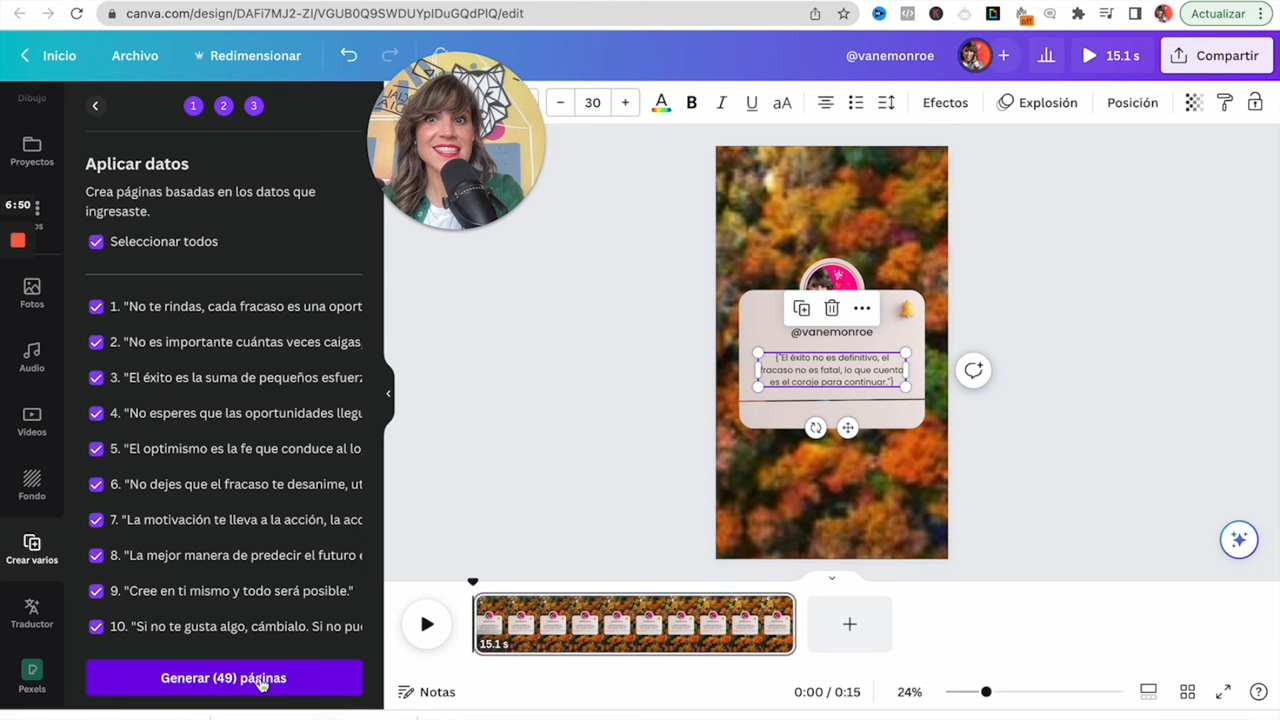 canva.com/design/DAFi7MJ2-ZI/VGUB0Q9SWDUYpIDuGQdPIQ/edit
off
Actualizar
Inicio
Archivo
Redimensionar
@vanemonroe
15.1 s
Compartir
Dibujo
1 2 3
30
B I U aA
Efectos
Explosión
Posición
Proyectos
Aplicar datos
Crea páginas basadas en los datos que
ingresaste.
6:50
Seleccionar todos
Fotos
1. "No te rindas, cada fracaso es una oport
2. "No es importante cuántas veces caigas,
3. "El éxito es la suma de pequeños esfuerz
4. "No esperes que las oportunidades llegu
5. "El optimismo es la fe que conduce al lo
6. "No dejes que el fracaso te desanime, ut
7. "La motivación te lleva a la acción, la acc
8. "La mejor manera de predecir el futuro e
9. "Cree en ti mismo y todo será posible."
10. "Si no te gusta algo, cámbialo. Si no pue
Generar (49) páginas
Audio
Vídeos
Fondo
Crear varios
Traductor
Pexels
@vanemonroe
{"El éxito no es definitivo, el
fracaso no es fatal, lo que cuenta
es el coraje para continuar."}
15.1 s
Notas
0:00 / 0:15
24%